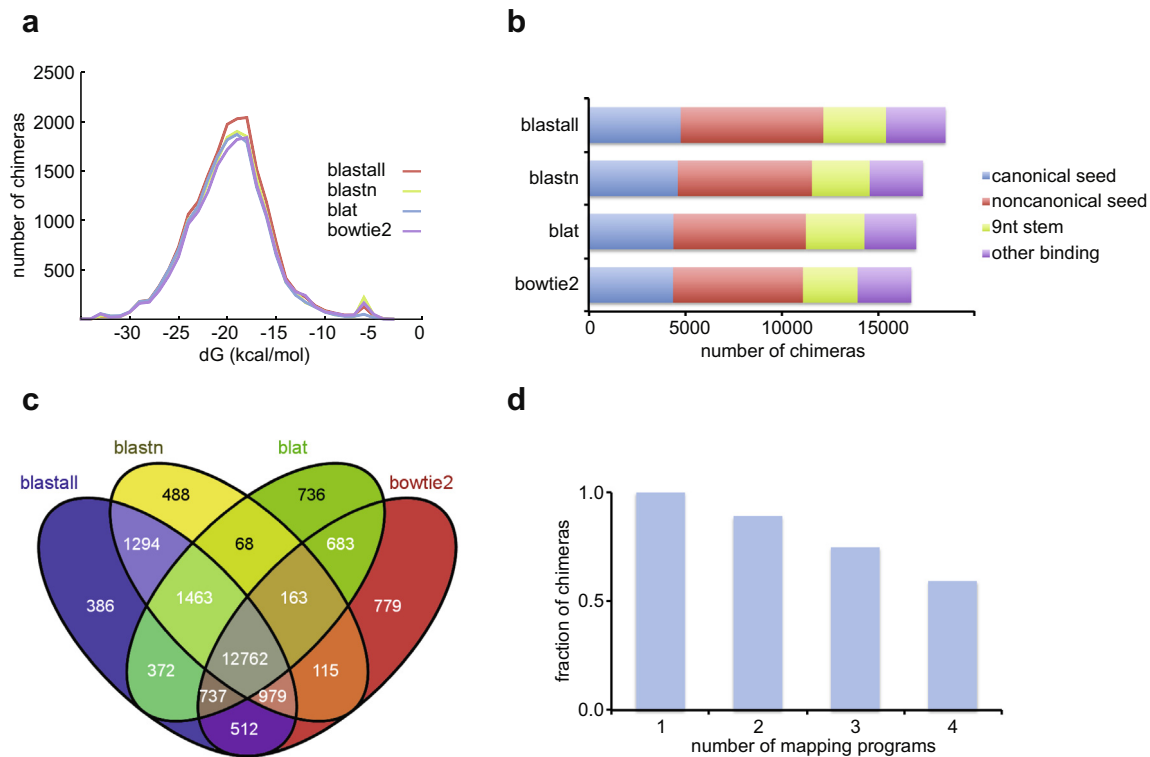 a
2500
2000
1500
1000
500
number of chimeras
-30 -25 -20 -15 -10 -5 0
dG (kcal/mol)
blastall
blastn
blat
bowtie2
b
blastall
blastn
blat
bowtie2
0 5000 10000 15000
number of chimeras
canonical seed
noncanonical seed
9nt stem
other binding
c
blastn blat
blastall bowtie2
488 736
1294 68 683
386 1463 163 779
12762
372 115
737 979
512
d
1.0
0.5
0.0
fraction of chimeras
1 2 3 4
number of mapping programs